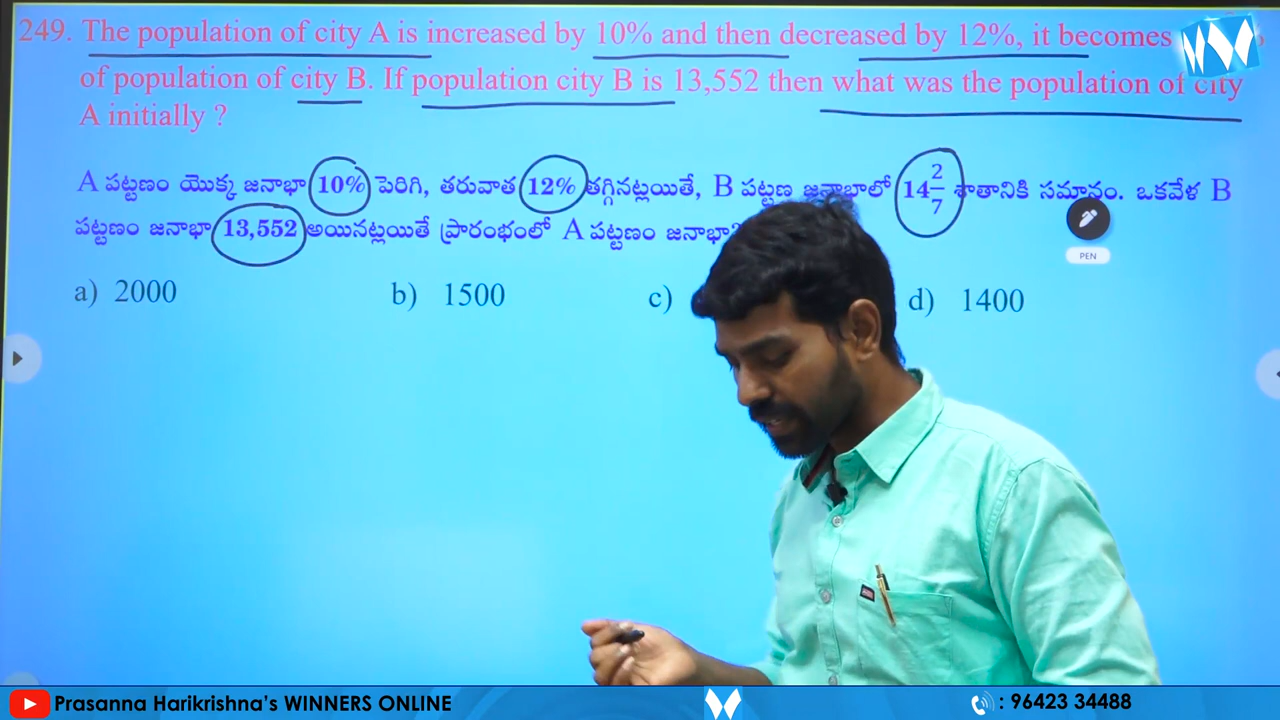 249. The population of city A is increased by 10% and then decreased by 12%, it becomes
of population of city B. If population city B is 13,552 then what was the population of city
A initially ?
A పట్టణం యొక్క జనాభా 10% పెరిగి, తరువాత 12% తగ్గినట్లయితే, B పట్టణ జనాభాలో 14 2/7 శాతానికి సమానం. ఒకవేళ B
పట్టణం జనాభా 13,552 అయినట్లయితే ప్రారంభంలో A పట్టణం జనాభా?
a) 2000 b) 1500 c) d) 1400
PEN
Prasanna Harikrishna's WINNERS ONLINE : 96423 34488